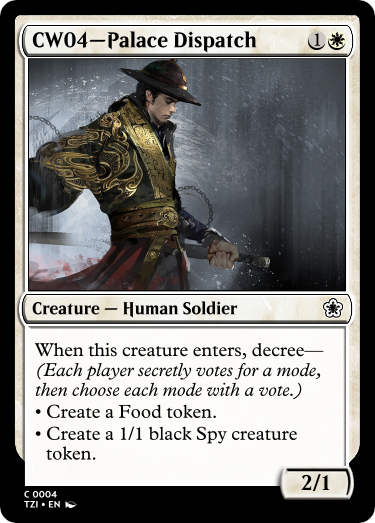 CW04—Palace Dispatch 1
Creature — Human Soldier
When this creature enters, decree—
(Each player secretly votes for a mode,
then choose each mode with a vote.)
• Create a Food token.
• Create a 1/1 black Spy creature
token.
2/1
C 0004
TZI • EN